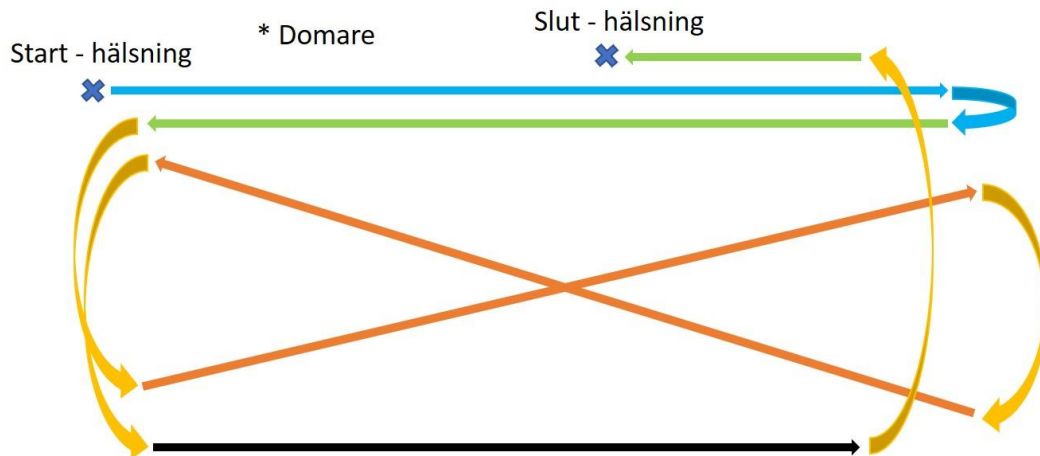 Start - hälsning
* Domare
Slut - hälsning